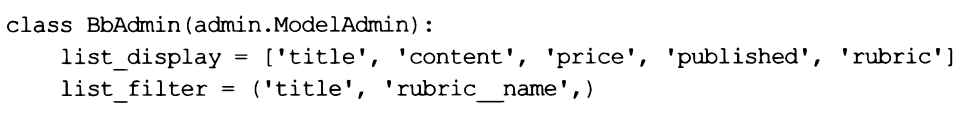 class BbAdmin(admin.ModelAdmin):
    list_display = ['title', 'content', 'price', 'published', 'rubric']
    list_filter = ('title', 'rubric__name',)